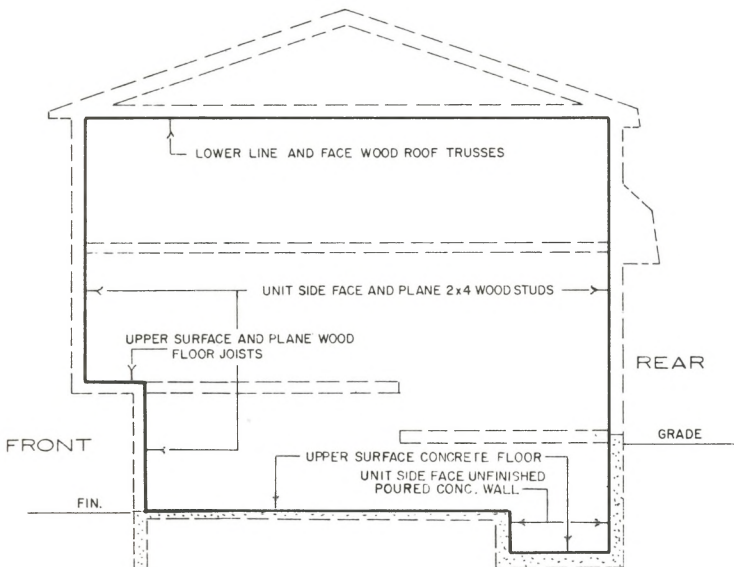 LOWER LINE AND FACE WOOD ROOF TRUSSES
UNIT SIDE FACE AND PLANE 2x4 WOOD STUDS
UPPER SURFACE AND PLANE WOOD
FLOOR JOISTS
REAR
FRONT
GRADE
UPPER SURFACE CONCRETE FLOOR
UNIT SIDE FACE UNFINISHED
POURED CONC. WALL
FIN.